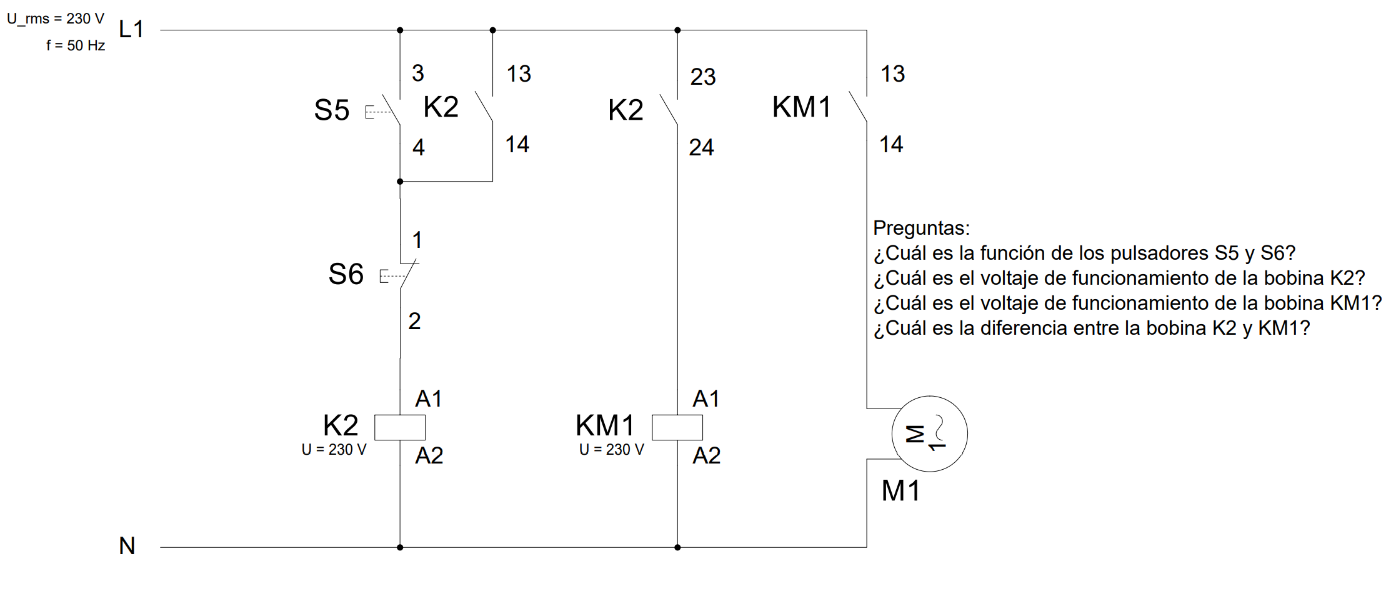 U_rms = 230 V
L1
f = 50 Hz
3
13
23
13
S5
K2
K2
KM1
4
14
24
14
Preguntas:
¿Cuál es la función de los pulsadores S5 y S6?
¿Cuál es el voltaje de funcionamiento de la bobina K2?
¿Cuál es el voltaje de funcionamiento de la bobina KM1?
¿Cuál es la diferencia entre la bobina K2 y KM1?
1
S6
2
A1
A1
K2
KM1
U = 230 V
U = 230 V
A2
A2
M
1~
M1
N